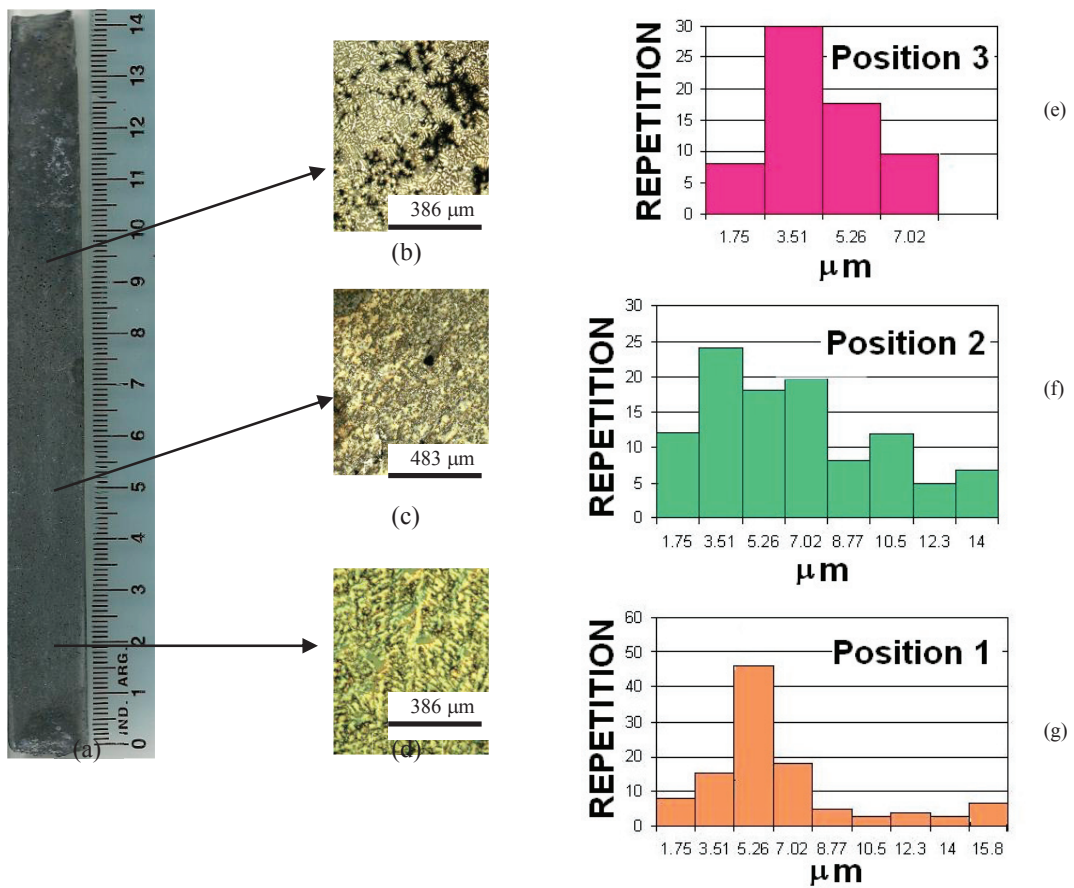 14
13
12
11
10
9
8
7
6
5
4
3
2
1
0
IND. ARG.
(a)
386 μm
(b)
483 μm
(c)
386 μm
(d)
Position 3
REPETITION
30
25
20
15
10
5
0
1.75 3.51 5.26 7.02
μm
(e)
Position 2
REPETITION
30
25
20
15
10
5
0
1.75 3.51 5.26 7.02 8.77 10.5 12.3 14
μm
(f)
Position 1
REPETITION
60
50
40
30
20
10
0
1.75 3.51 5.26 7.02 8.77 10.5 12.3 14 15.8
μm
(g)